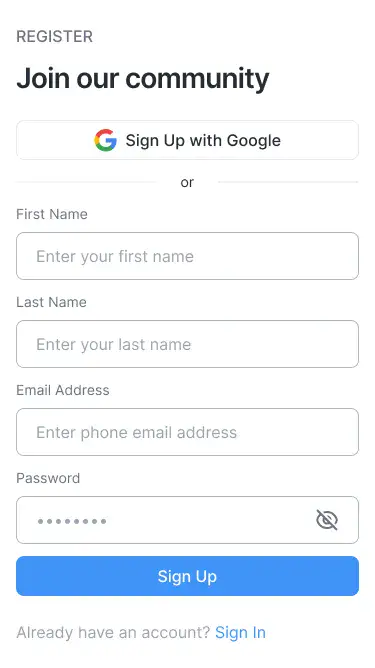 REGISTER
Join our community
Sign Up with Google
or
First Name
Enter your first name
Last Name
Enter your last name
Email Address
Enter phone email address
Password
••••••••
Sign Up
Already have an account? Sign In